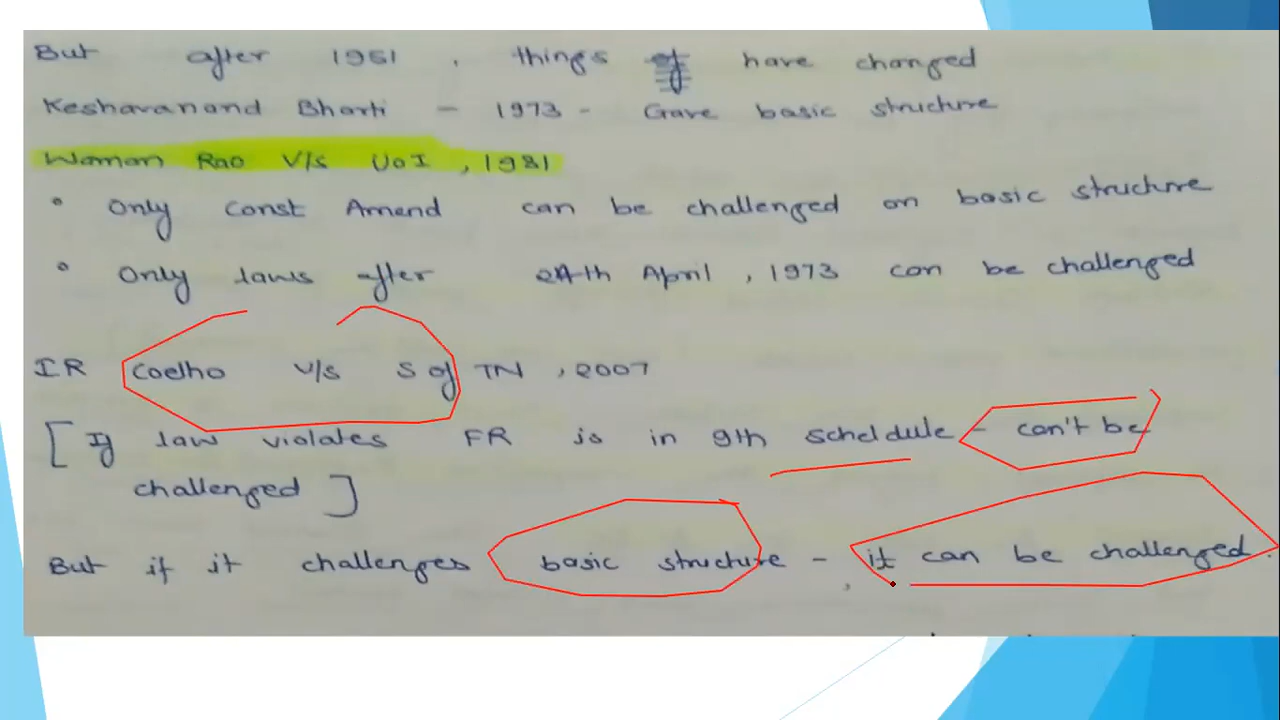 But after 1951 . things of have changed
Keshavanand Bharti - 1973 - Gave basic structure
Waman Rao V/s UoI , 1981
• Only Const Amend can be challenged on basic structure
• Only laws after 24th April , 1973 can be challenged
IR Coelho V/s S of TN , 2007
[ If law violates FR is in 9th scheldule - can't be
challenged ]
But if it challenges basic structure - it can be challenged.